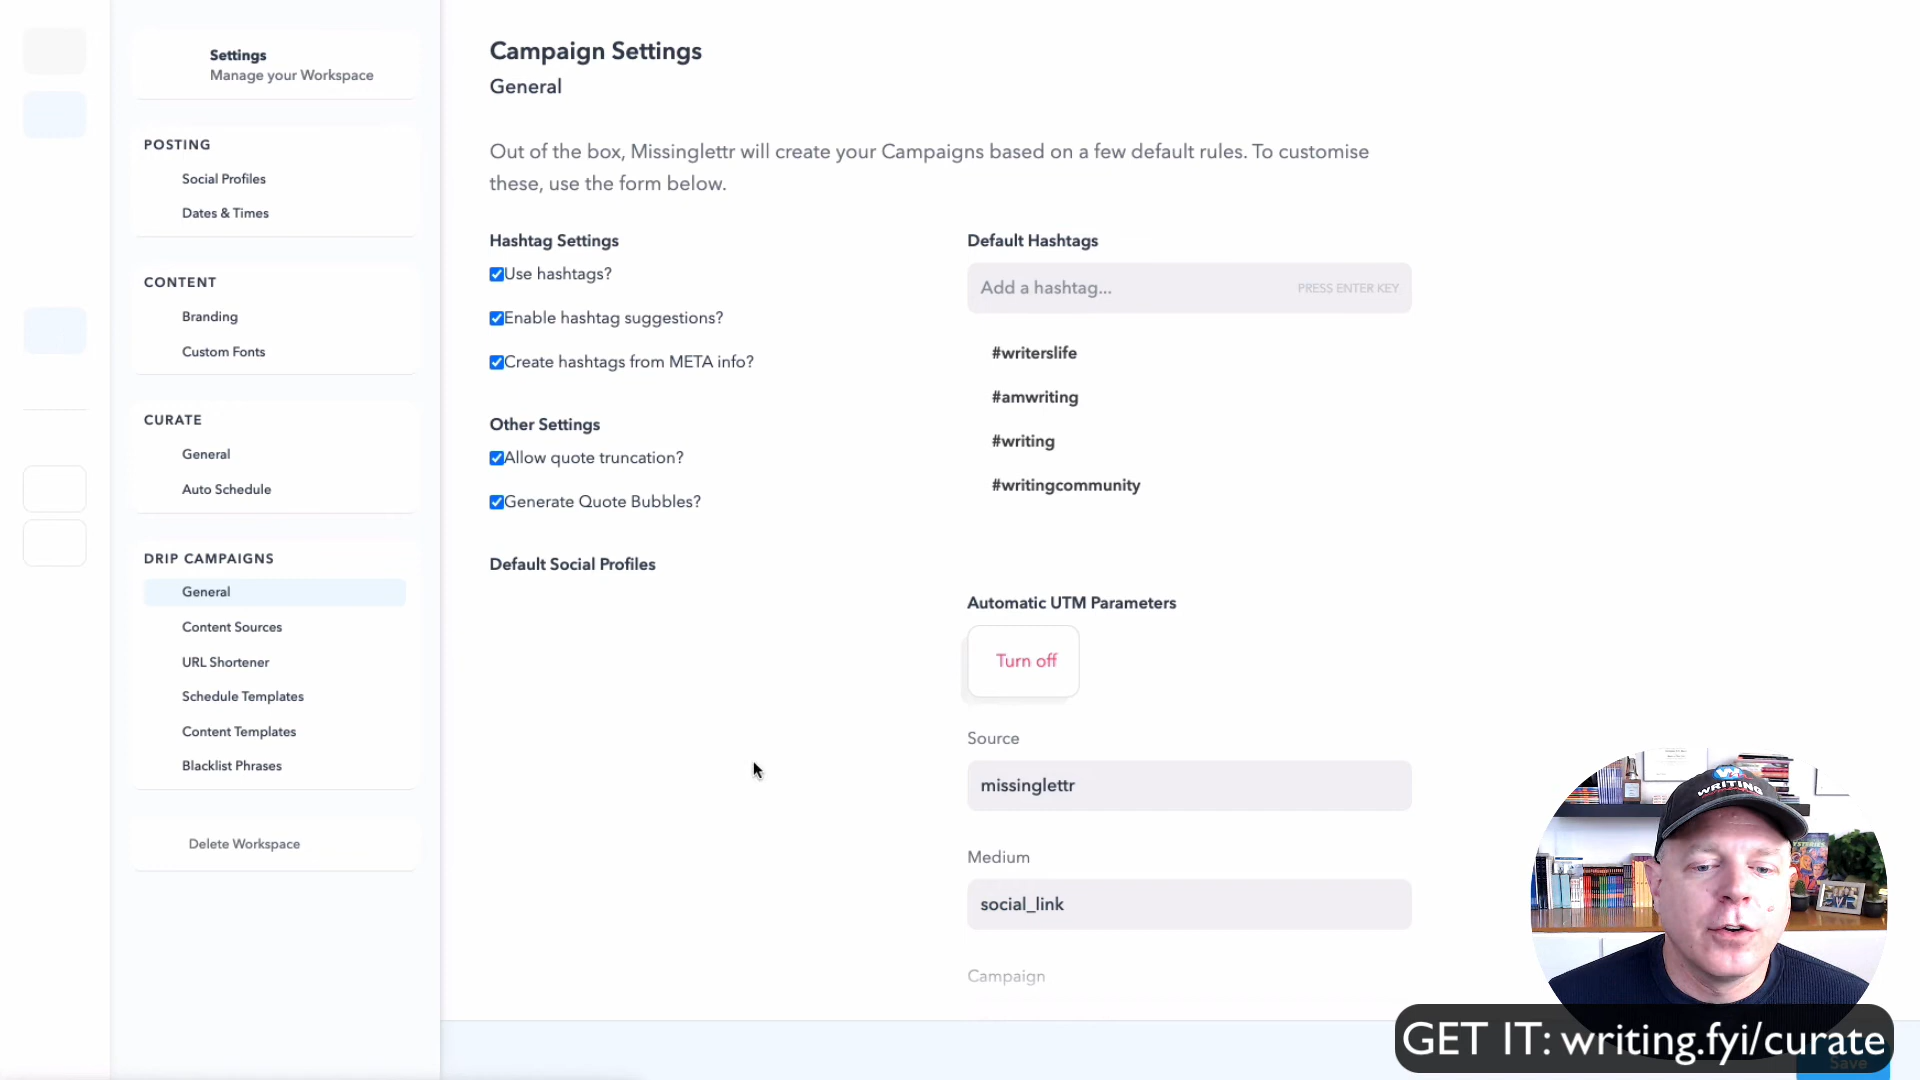 Settings
Manage your Workspace
POSTING
Social Profiles
Dates & Times
CONTENT
Branding
Custom Fonts
CURATE
General
Auto Schedule
DRIP CAMPAIGNS
General
Content Sources
URL Shortener
Schedule Templates
Content Templates
Blacklist Phrases
Delete Workspace
Campaign Settings
General
Out of the box, Missinglettr will create your Campaigns based on a few default rules. To customise
these, use the form below.
Hashtag Settings
Use hashtags?
Enable hashtag suggestions?
Create hashtags from META info?
Other Settings
Allow quote truncation?
Generate Quote Bubbles?
Default Social Profiles
Default Hashtags
Add a hashtag... PRESS ENTER KEY
#writerslife
#amwriting
#writing
#writingcommunity
Automatic UTM Parameters
Turn off
Source
missinglettr
Medium
social_link
Campaign
WRITING
GET IT: writing.fyi/curate
Save